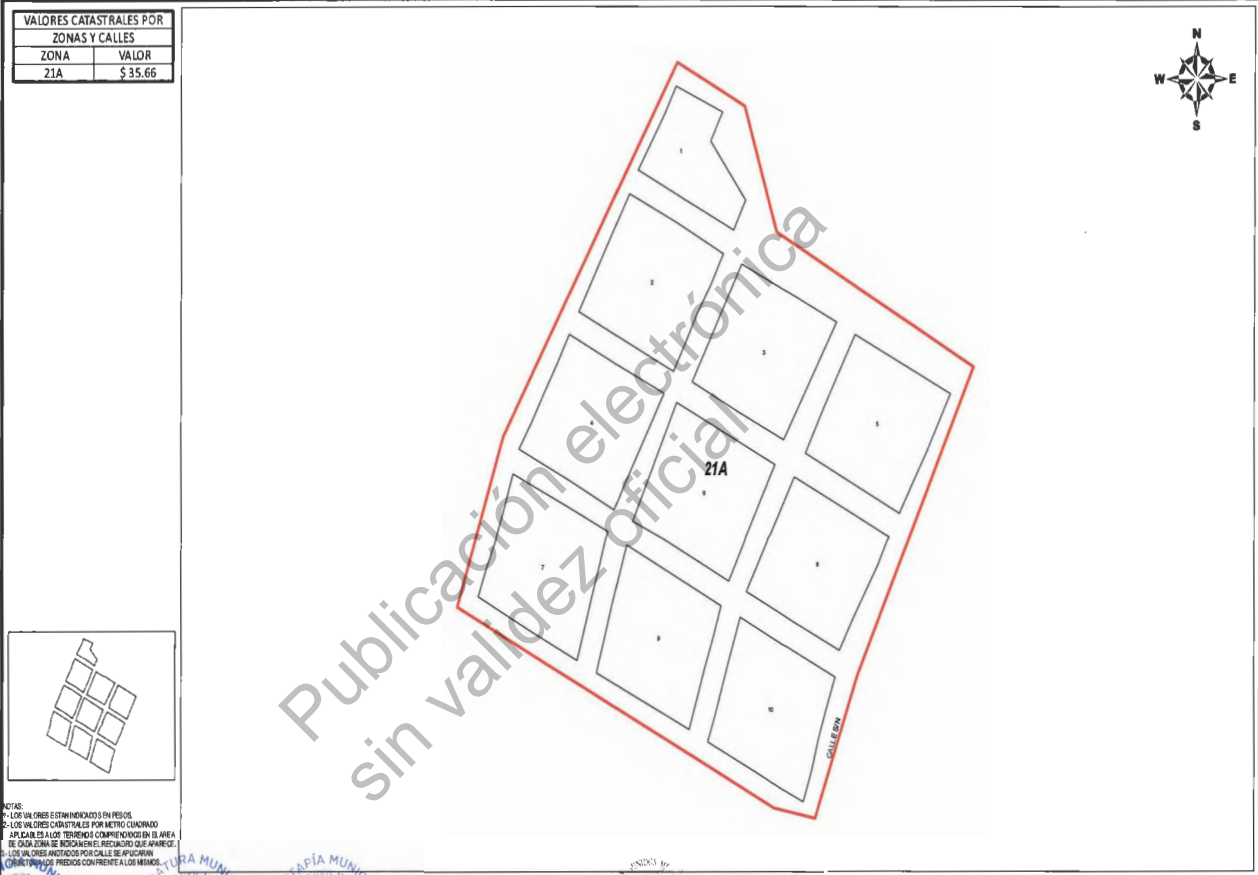 VALORES CATASTRALES POR
ZONAS Y CALLES
ZONA VALOR
21A $ 35.66
N
W E
S
1
2
3
4
5
21A
6
7
9
10
CALLE S/N
Publicación electrónica
sin validez oficial
NOTAS:
1.- LOS VALORES ESTAN INDICADOS EN PESOS.
2.- LOS VALORES CATASTRALES POR METRO CUADRADO
APLICABLES A LOS TERRENOS COMPRENDIDOS EN EL AREA
DE CADA ZONA SE INDICAN EN EL RECUADRO QUE APARECE.
3.- LOS VALORES ANOTADOS POR CALLE SE APLICARAN
LOS PREDIOS CON FRENTE A LOS MISMOS.